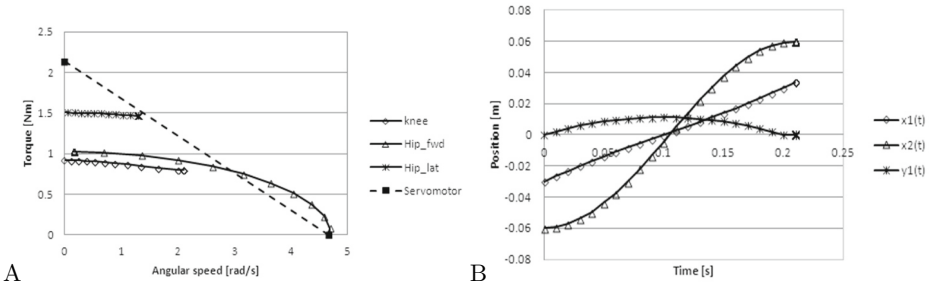 2.5
2
1.5
1
0.5
0
0
1
2
3
4
5
Torque [Nm]
Angular speed [rad/s]
knee
Hip_fwd
Hip_lat
Servomotor
A
0.08
0.06
0.04
0.02
0
-0.02
-0.04
-0.06
-0.08
0
0.05
0.1
0.15
0.2
0.25
Position [m]
Time [s]
x1(t)
x2(t)
y1(t)
B